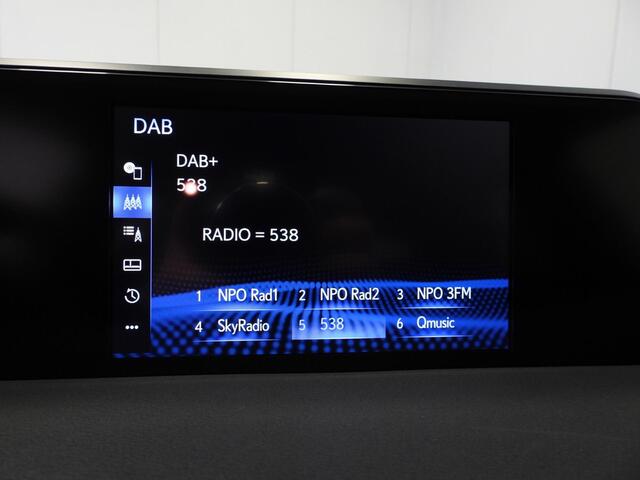 DAB
DAB+
538
RADIO = 538
1 NPO Rad1 2 NPO Rad2 3 NPO 3FM
4 SkyRadio 5 538 6 Qmusic